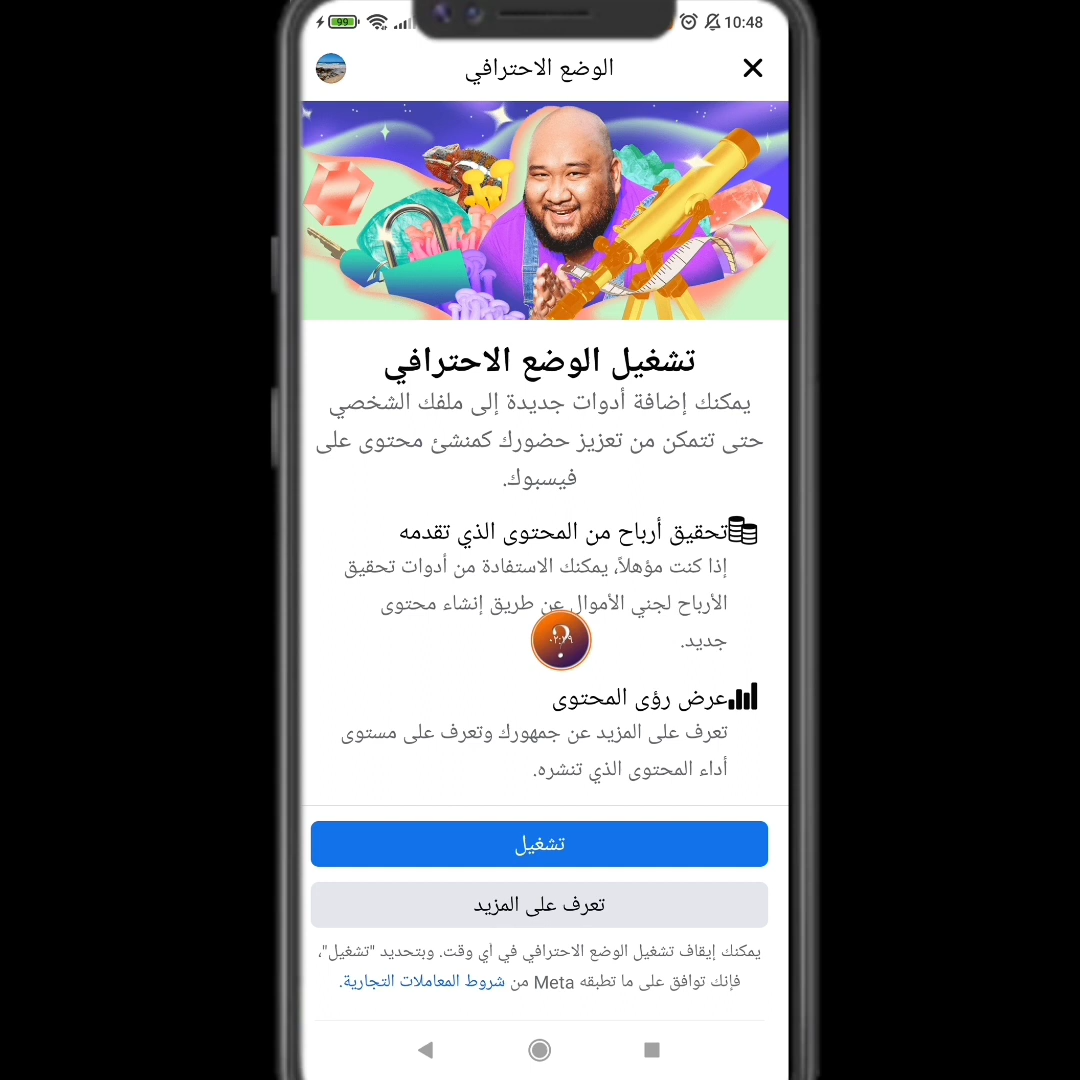 99
10:48
الوضع الاحترافي
تشغيل الوضع الاحترافي
يمكنك إضافة أدوات جديدة إلى ملفك الشخصي
حتى تتمكن من تعزيز حضورك كمنشئ محتوى على
فيسبوك.
تحقيق أرباح من المحتوى الذي تقدمه
إذا كنت مؤهلاً، يمكنك الاستفادة من أدوات تحقيق
الأرباح لجني الأموال عن طريق إنشاء محتوى
جديد.
عرض رؤى المحتوى
تعرف على المزيد عن جمهورك وتعرف على مستوى
أداء المحتوى الذي تنشره.
تشغيل
تعرف على المزيد
يمكنك إيقاف تشغيل الوضع الاحترافي في أي وقت. وبتحديد "تشغيل"،
فإنك توافق على ما تطبقه Meta من شروط المعاملات التجارية.